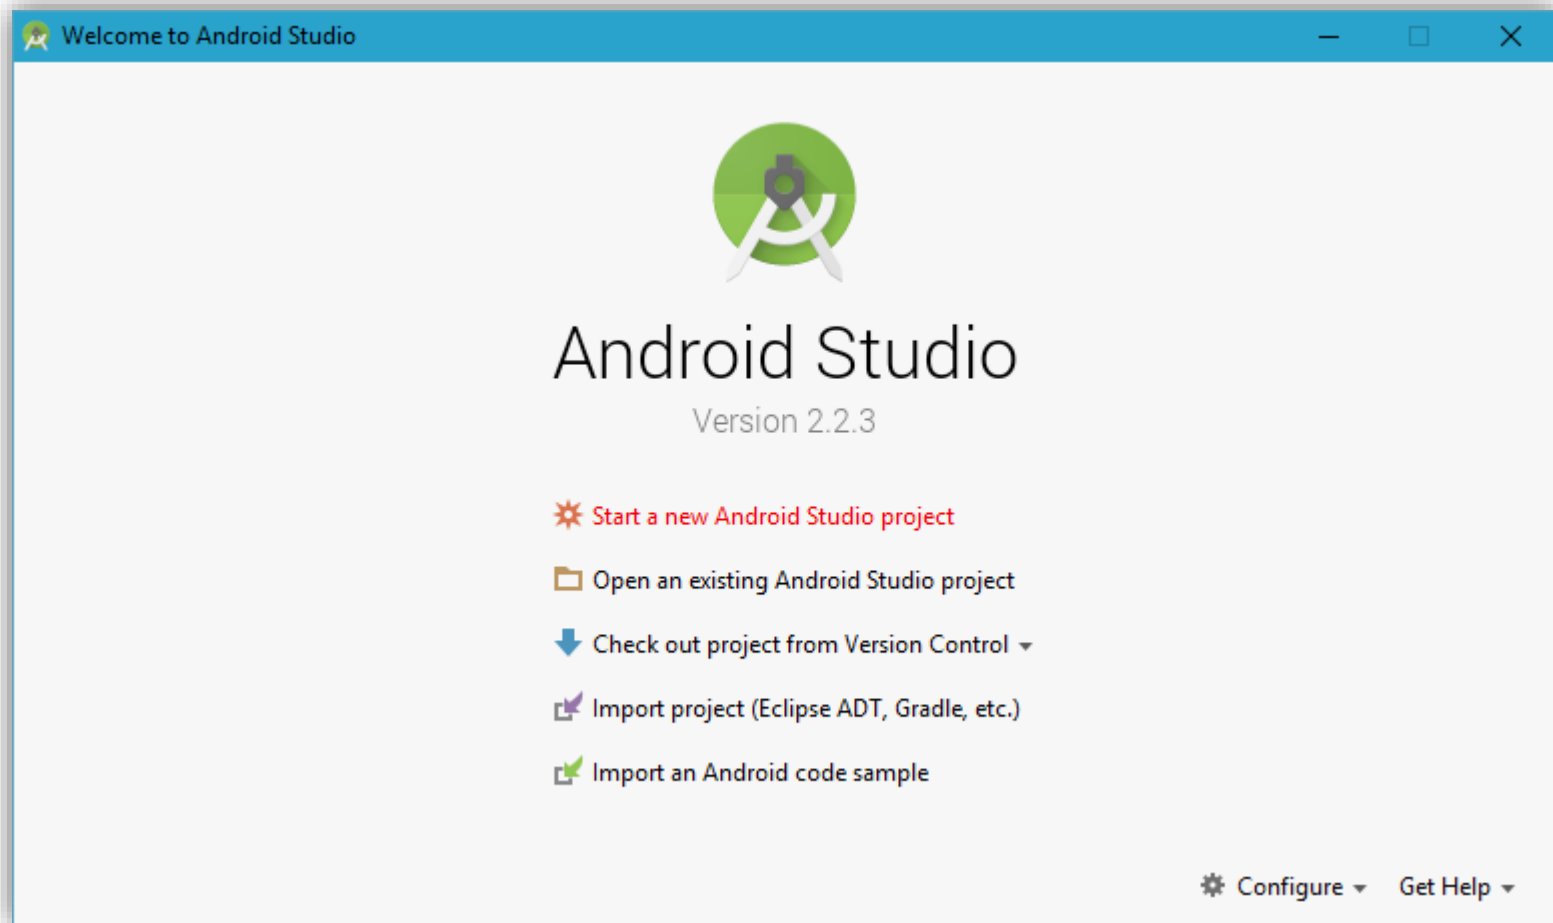 Welcome to Android Studio
Android Studio
Version 2.2.3
Start a new Android Studio project
Open an existing Android Studio project
Check out project from Version Control
Import project (Eclipse ADT, Gradle, etc.)
Import an Android code sample
Configure Get Help